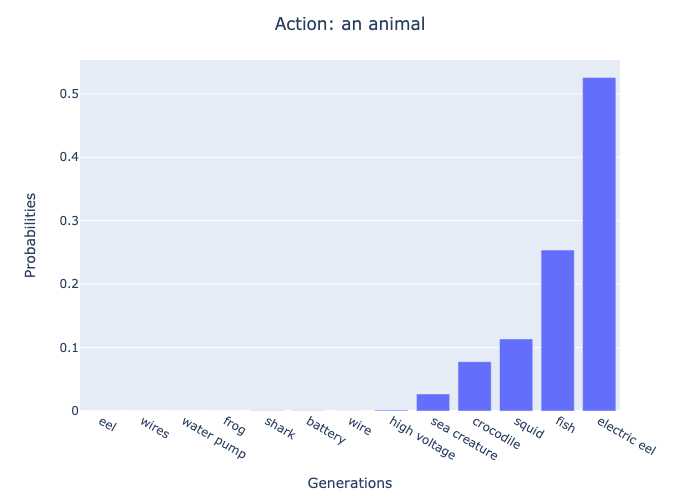 Action: an animal
Probabilities
0.5
0.4
0.3
0.2
0.1
0
eel
wires
water pump
frog
shark
battery
wire
high voltage
sea creature
crocodile
squid
fish
electric eel
Generations